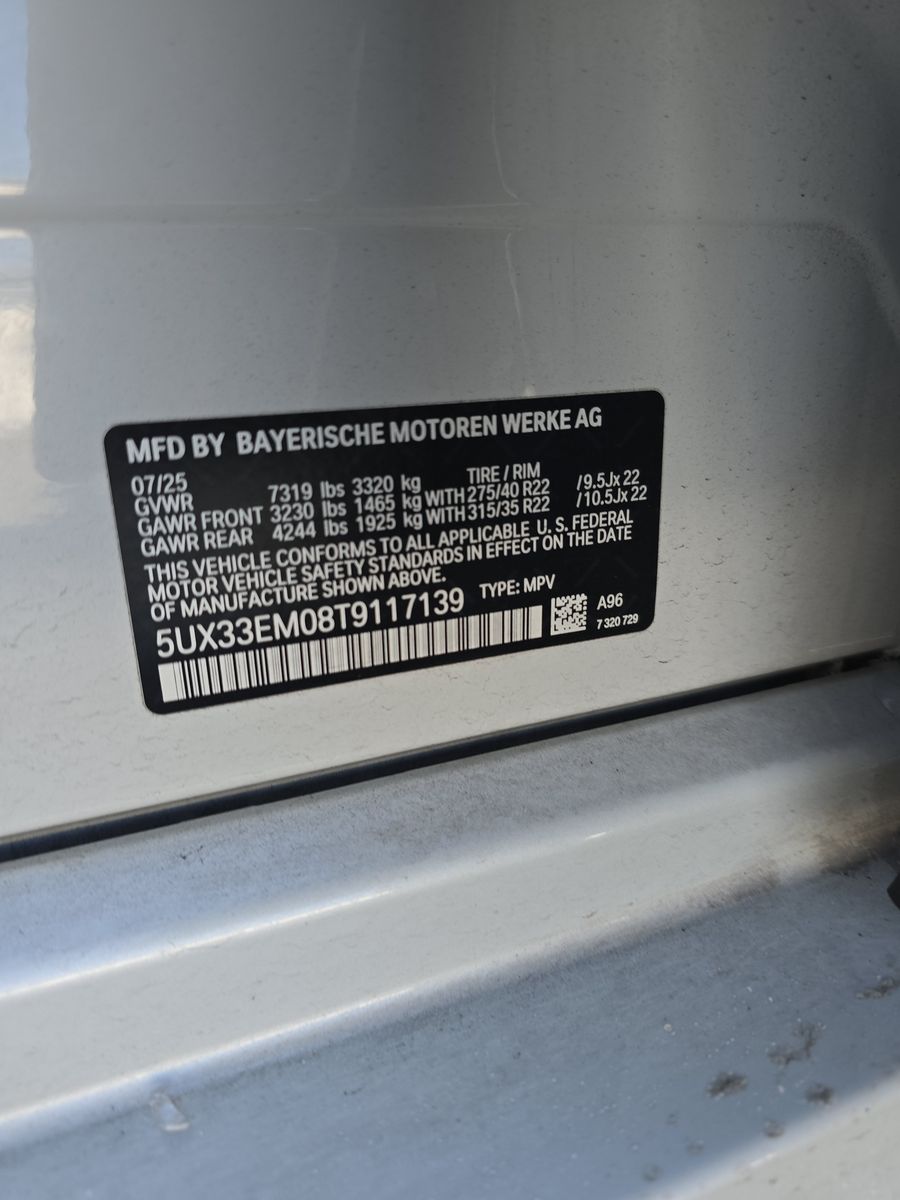 MFD BY BAYERISCHE MOTOREN WERKE AG
07/25 TIRE / RIM
GVWR 7319 lbs 3320 kg
GAWR FRONT 3230 lbs 1465 kg WITH 275/40 R22 /9.5Jx 22
GAWR REAR 4244 lbs 1925 kg WITH 315/35 R22 /10.5Jx 22
THIS VEHICLE CONFORMS TO ALL APPLICABLE U.S. FEDERAL
MOTOR VEHICLE SAFETY STANDARDS IN EFFECT ON THE DATE
OF MANUFACTURE SHOWN ABOVE.
5UX33EM08T9117139 TYPE: MPV
A96
7 320 729